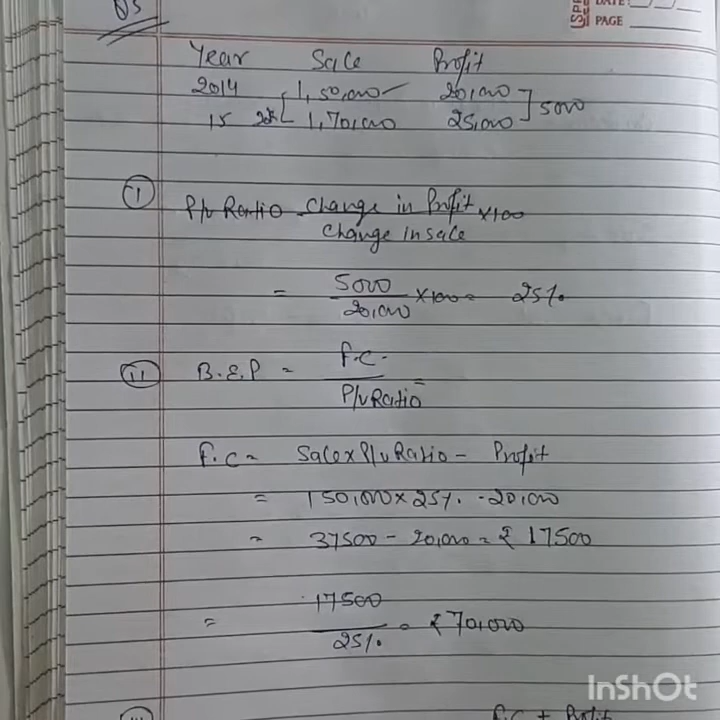 Q5
DATE
PAGE
Year Sale Profit
2014 1,50,000 20,000
15 1,70,000 25,000 5000
(i) P/v Ratio Change in Profit ×100
Change in sale
= 5000 ×100 = 25%
20,000
(ii) B.E.P = F.C.
P/v Ratio =
F.C = Sale x P/v Ratio - Profit
= 150,000 × 25% - 20,000
= 37500 - 20,000 = ₹ 17500
= 17500
25% = ₹70,000
F.C + Profit
InShOt